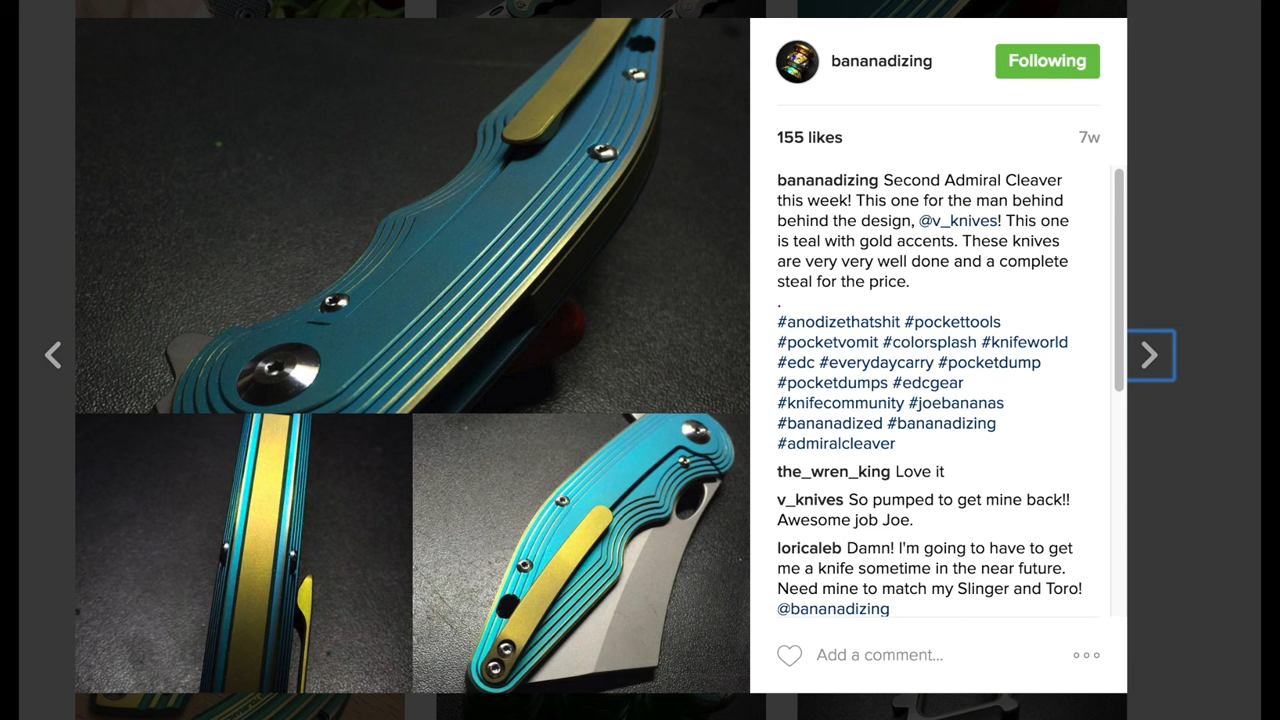 bananadizing
Following
155 likes
7w
bananadizing Second Admiral Cleaver
this week! This one for the man behind
behind the design, @v_knives! This one
is teal with gold accents. These knives
are very very well done and a complete
steal for the price.
.
#anodizethatshit #pockettools
#pocketvomit #colorsplash #knifeworld
#edc #everydaycarry #pocketdump
#pocketdumps #edcgear
#knifecommunity #joebananas
#bananadized #bananadizing
#admiralcleaver
the_wren_king Love it
v_knives So pumped to get mine back!!
Awesome job Joe.
loricaleb Damn! I'm going to have to get
me a knife sometime in the near future.
Need mine to match my Slinger and Toro!
@bananadizing
Add a comment...